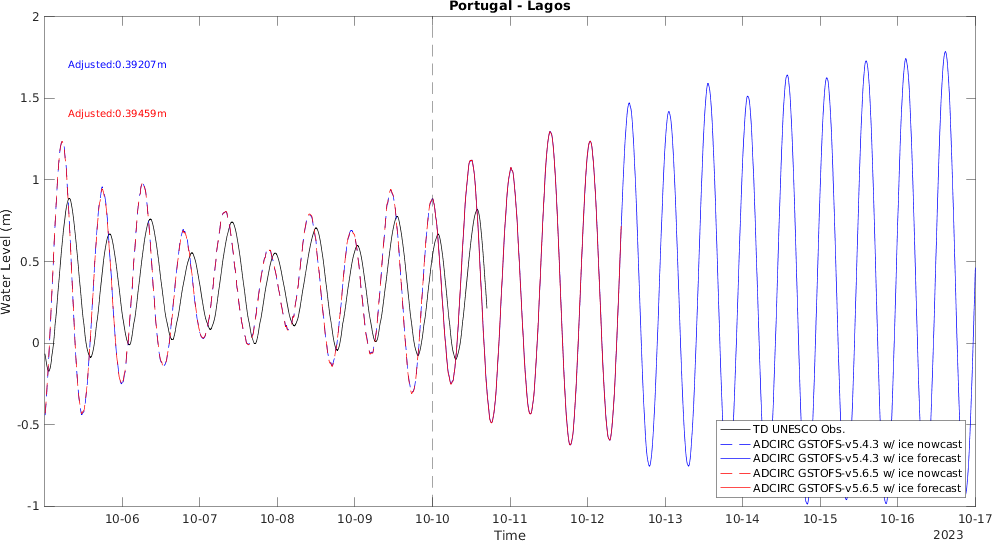 Portugal - Lagos
2
1.5
1
0.5
0
-0.5
-1
Water Level (m)
Adjusted:0.39207m
Adjusted:0.39459m
TD UNESCO Obs.
ADCIRC GSTOFS-v5.4.3 w/ ice nowcast
ADCIRC GSTOFS-v5.4.3 w/ ice forecast
ADCIRC GSTOFS-v5.6.5 w/ ice nowcast
ADCIRC GSTOFS-v5.6.5 w/ ice forecast
10-06 10-07 10-08 10-09 10-10 10-11 10-12 10-13 10-14 10-15 10-16 10-17
Time
2023